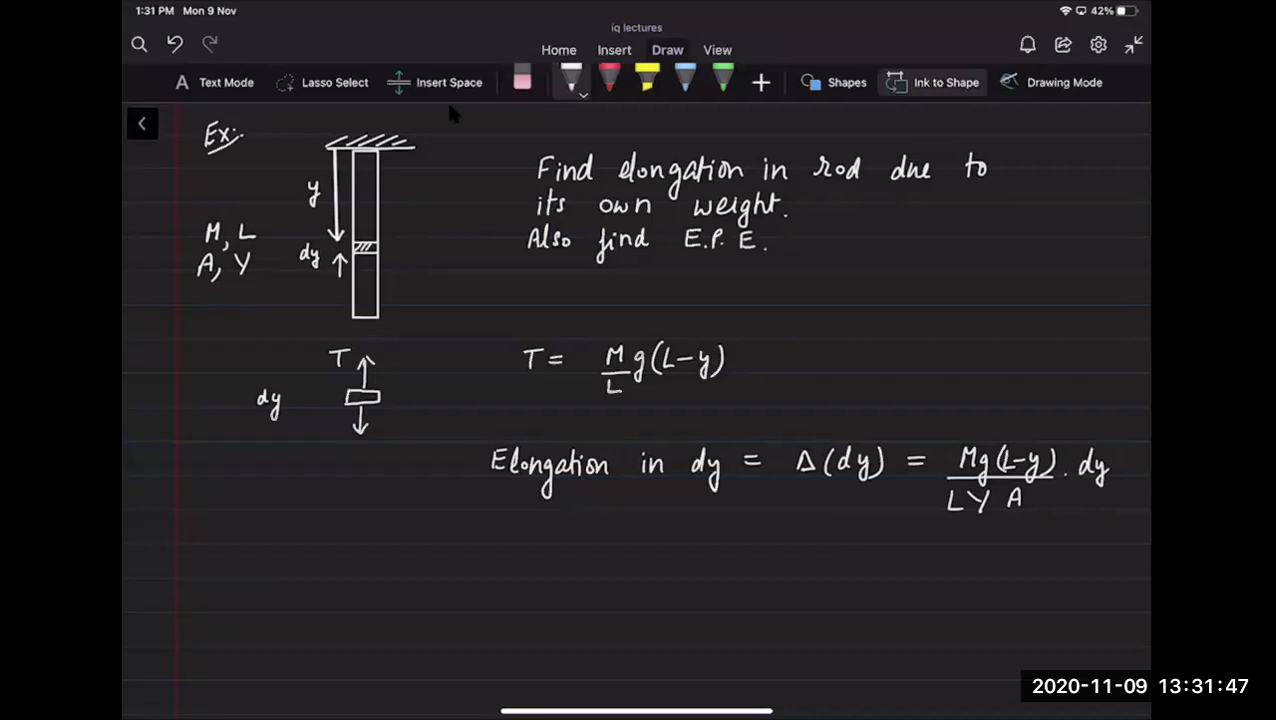 1:31 PM Mon 9 Nov
42%
iq lectures
Home Insert Draw View
Text Mode Lasso Select Insert Space Shapes Ink to Shape Drawing Mode
Ex:
Find elongation in rod due to
its own weight.
Also find E.P.E.
y
M, L
A, Y
dy
T
dy
T = M/L g(L-y)
Elongation in dy = Δ(dy) = Mg(L-y)/LYA . dy
2020-11-09 13:31:47